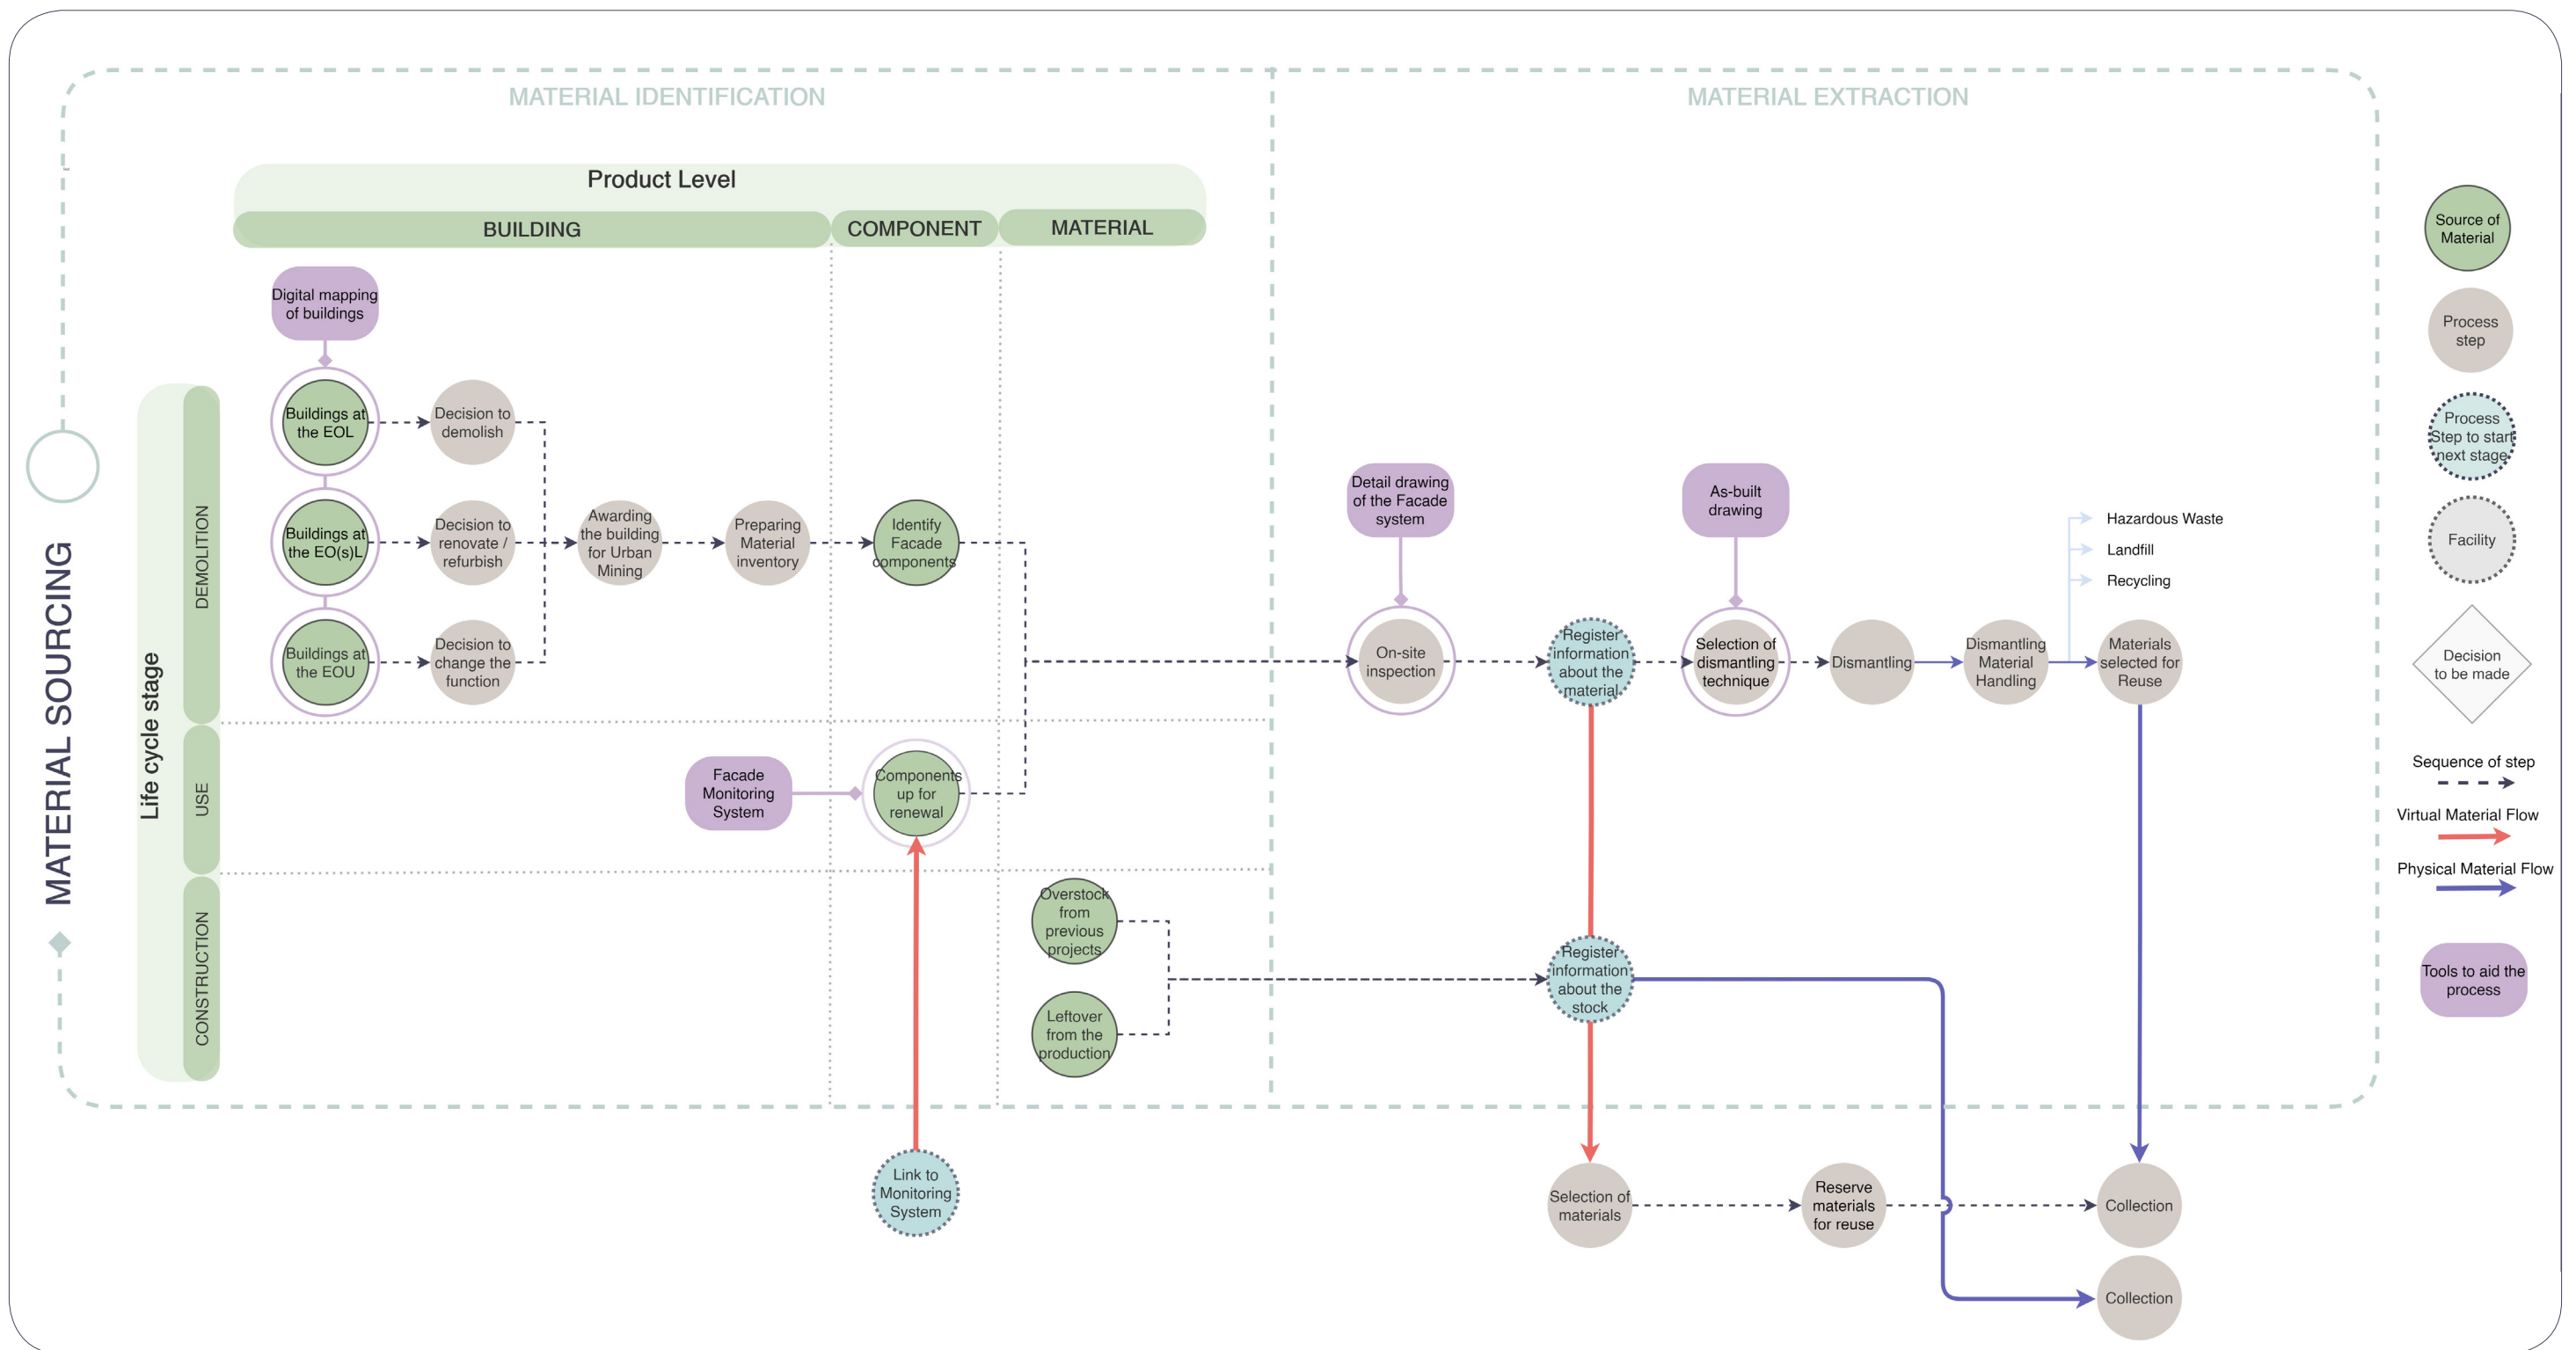 MATERIAL IDENTIFICATION
MATERIAL EXTRACTION
Product Level
BUILDING
COMPONENT
MATERIAL
MATERIAL SOURCING
Life cycle stage
DEMOLITION
USE
CONSTRUCTION
Digital mapping
of buildings
Buildings at
the EOL
Decision to
demolish
Buildings at
the EO(s)L
Decision to
renovate /
refurbish
Awarding
the building
for Urban
Mining
Preparing
Material
inventory
Identify
Facade
components
Buildings at
the EOU
Decision to
change the
function
Facade
Monitoring
System
Components
up for
renewal
Overstock
from
previous
projects
Leftover
from the
production
Link to
Monitoring
System
Detail drawing
of the Facade
system
As-built
drawing
On-site
inspection
Register
information
about the
material
Selection of
dismantling
technique
Dismantling
Dismantling
Material
Handling
Materials
selected for
Reuse
Hazardous Waste
Landfill
Recycling
Register
information
about the
stock
Selection of
materials
Reserve
materials
for reuse
Collection
Collection
Source of
Material
Process
step
Process
Step to start
next stage
Facility
Decision
to be made
Sequence of step
Virtual Material Flow
Physical Material Flow
Tools to aid the
process